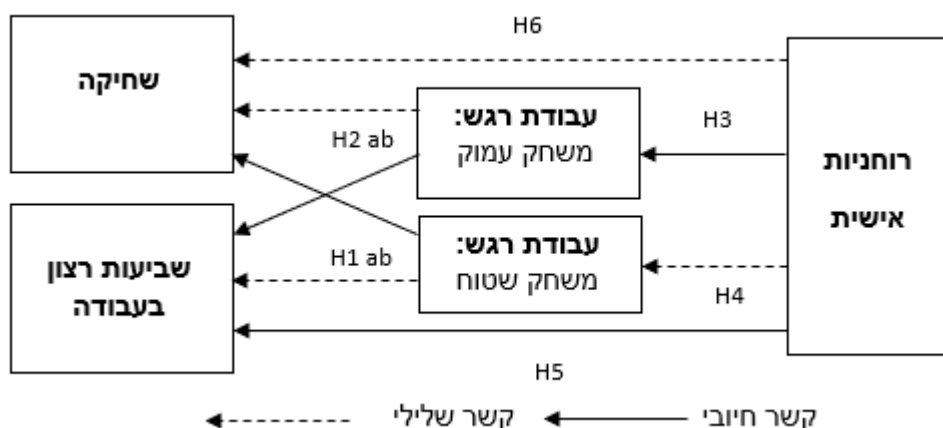 H6
שחיקה
עבודת רגש:
משחק עמוק
H3
H2 ab
רוחניות
אישית
עבודת רגש:
משחק שטוח
H1 ab
H4
שביעות רצון
בעבודה
H5
קשר חיובי
קשר שלילי